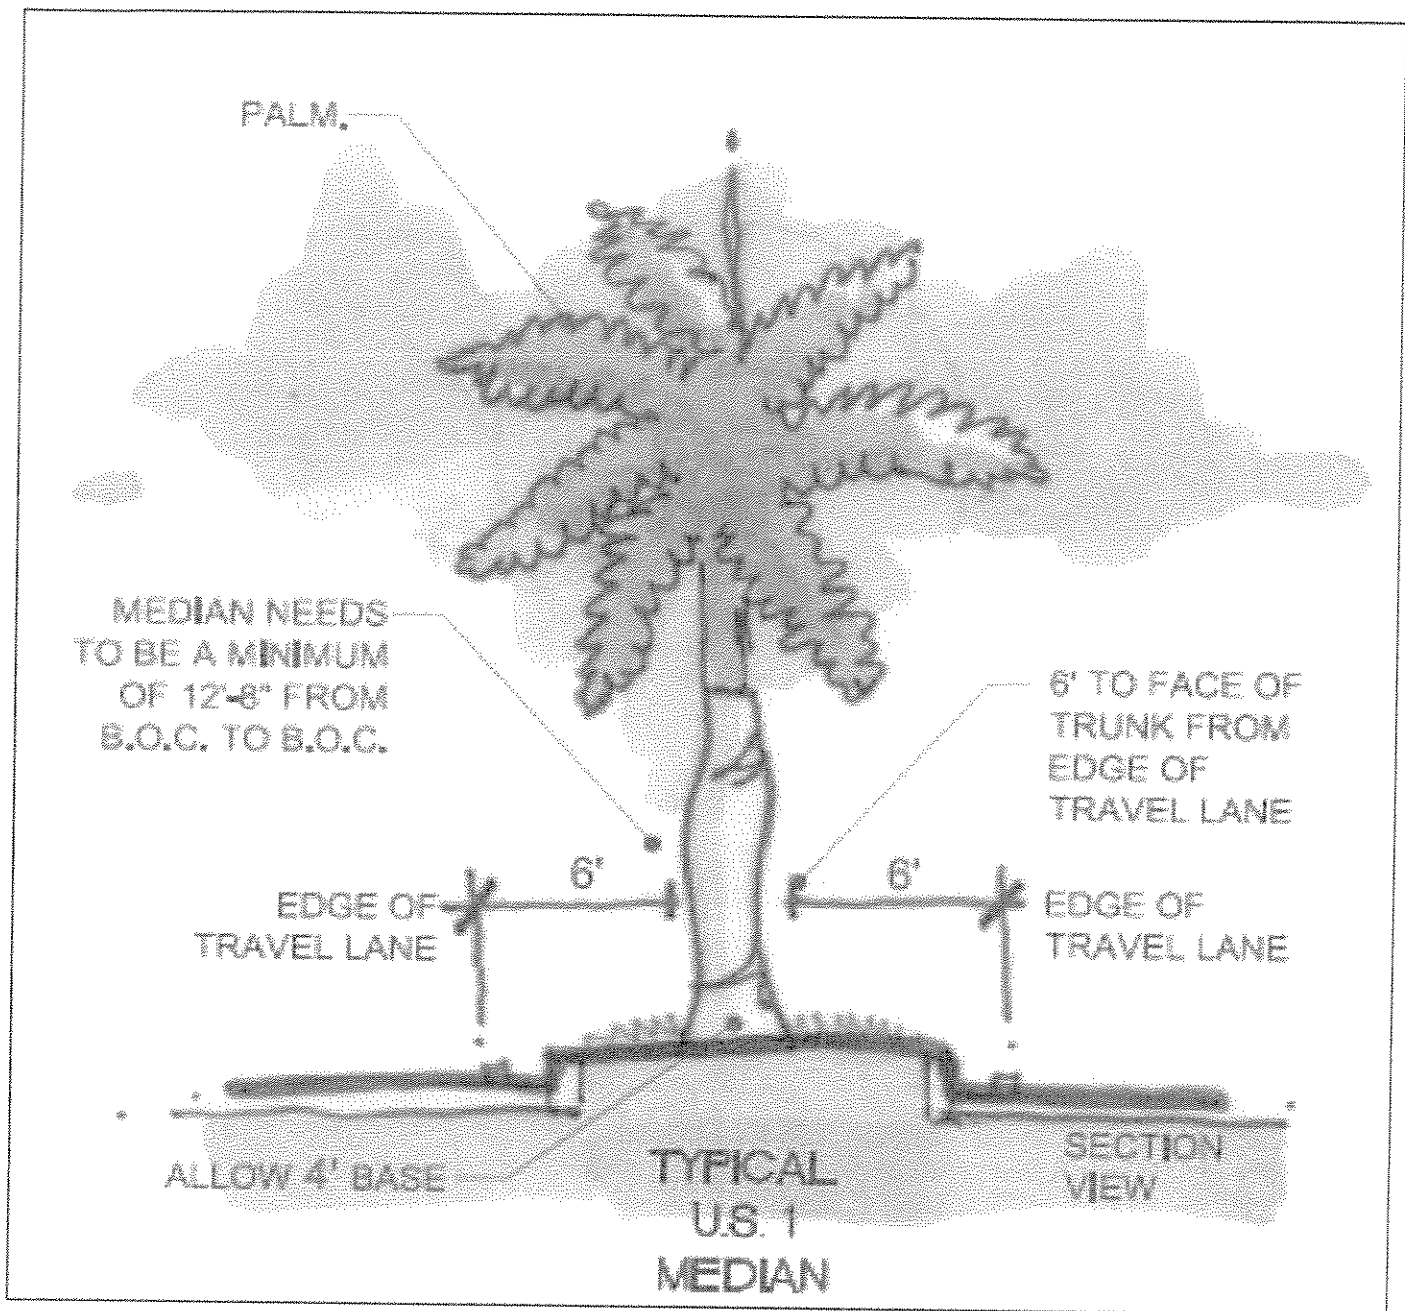 PALM.
MEDIAN NEEDS
TO BE A MINIMUM
OF 12'-8" FROM
B.O.C. TO B.O.C.
6' TO FACE OF
TRUNK FROM
EDGE OF
TRAVEL LANE
6'
6'
EDGE OF
TRAVEL LANE
EDGE OF
TRAVEL LANE
ALLOW 4' BASE
TYPICAL
U.S. 1
MEDIAN
SECTION
VIEW